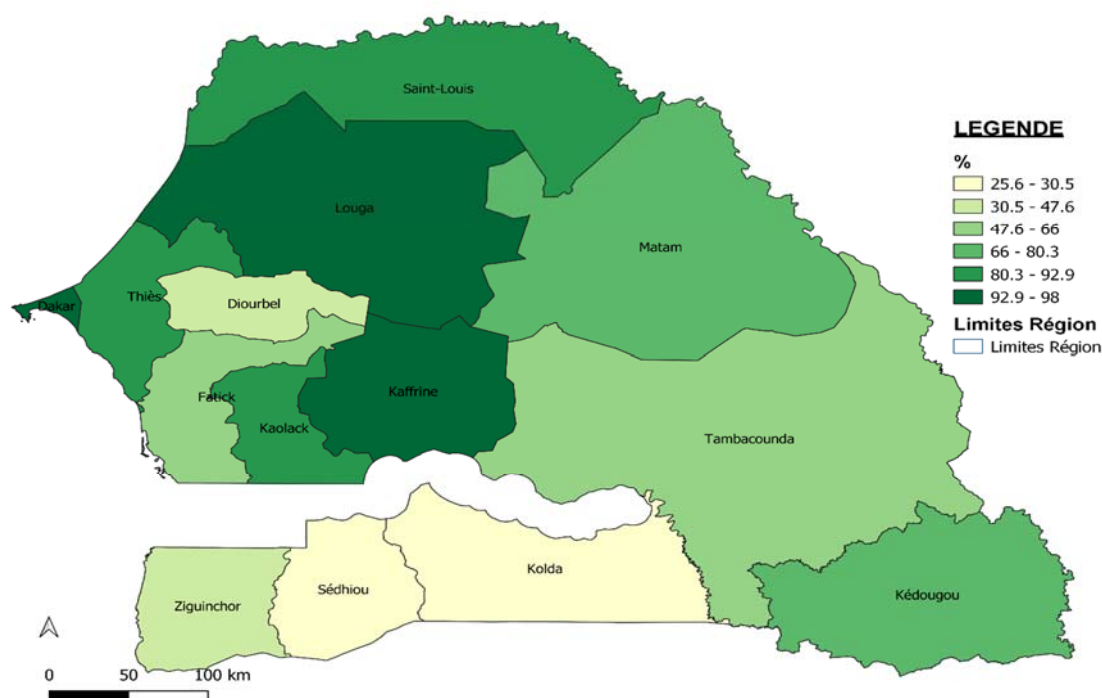 Saint-Louis
Louga
Matam
Dakar
Thiès
Diourbel
Fatick
Kaolack
Kaffrine
Tambacounda
Ziguinchor
Sédhiou
Kolda
Kédougou
LEGENDE
%
25.6 - 30.5
30.5 - 47.6
47.6 - 66
66 - 80.3
80.3 - 92.9
92.9 - 98
Limites Région
Limites Région
0 50 100 km